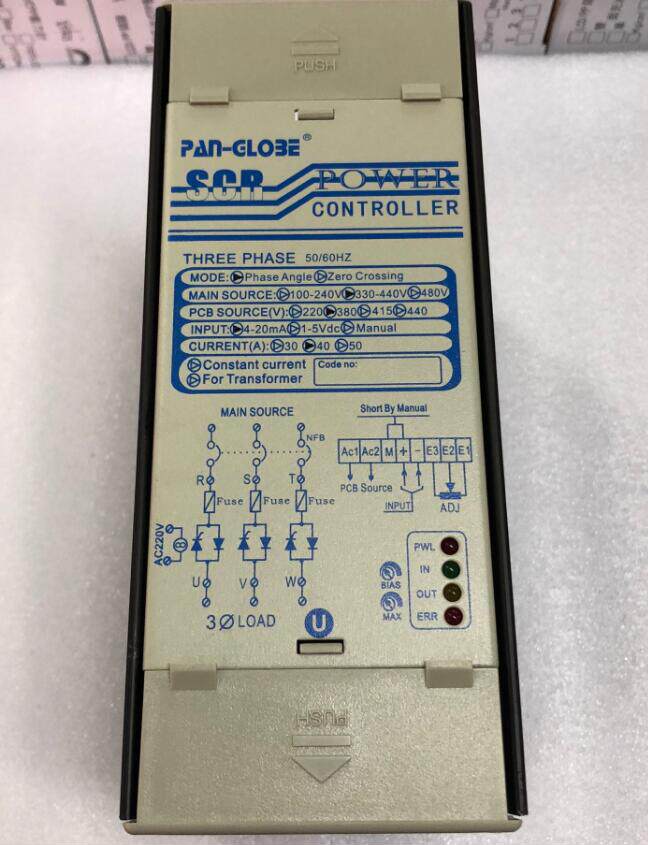 PUSH
PAN-GLOBE®
SCR POWER
CONTROLLER
THREE PHASE 50/60HZ
MODE: Phase Angle Zero Crossing
MAIN SOURCE: 100-240V 330-440V 480V
PCB SOURCE(V): 220 380 415 440
INPUT: 4-20mA 1-5Vdc Manual
CURRENT(A): 30 40 50
Constant current
For Transformer
Code no:
MAIN SOURCE
Short By Manual
NFB
Ac1 Ac2 M + - E3 E2 E1
R S T
PCB Source
INPUT
ADJ
Fuse Fuse Fuse
AC220V
B
PWL
IN
OUT
ERR
BIAS
MAX
U V W
3Ø LOAD
U
PUSH